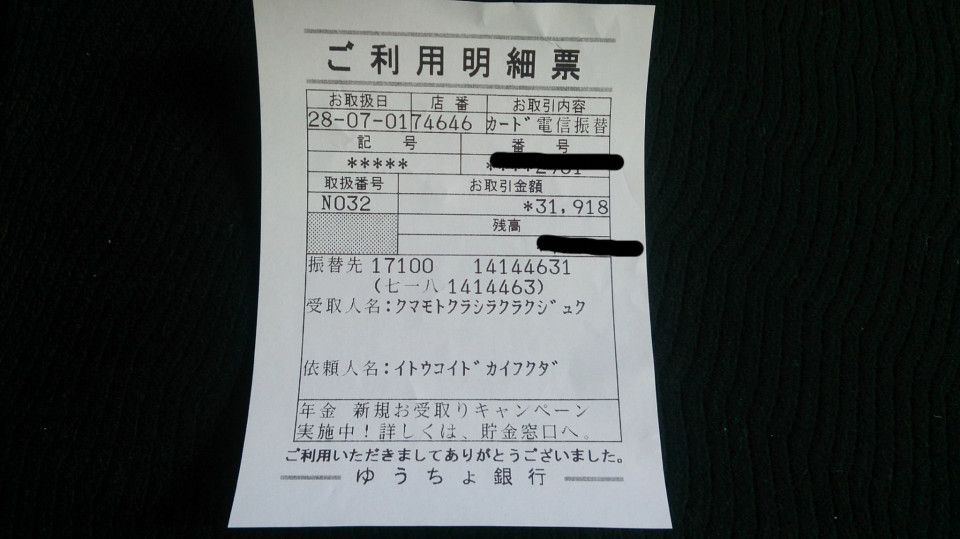 ご利用明細票
お取扱日 店番 お取引内容
28-07-01 74646 カード電信振替
記号 番号
*****
取扱番号 お取引金額
N032 *31,918
残高
振替先 17100 14144631
(七一八 1414463)
受取人名:クマモトクラシラクラクジュク
依頼人名:イトウコイドカイフクダ
年金 新規お受取りキャンペーン
実施中!詳しくは、貯金窓口へ。
ご利用いただきましてありがとうございました。
ゆうちょ銀行